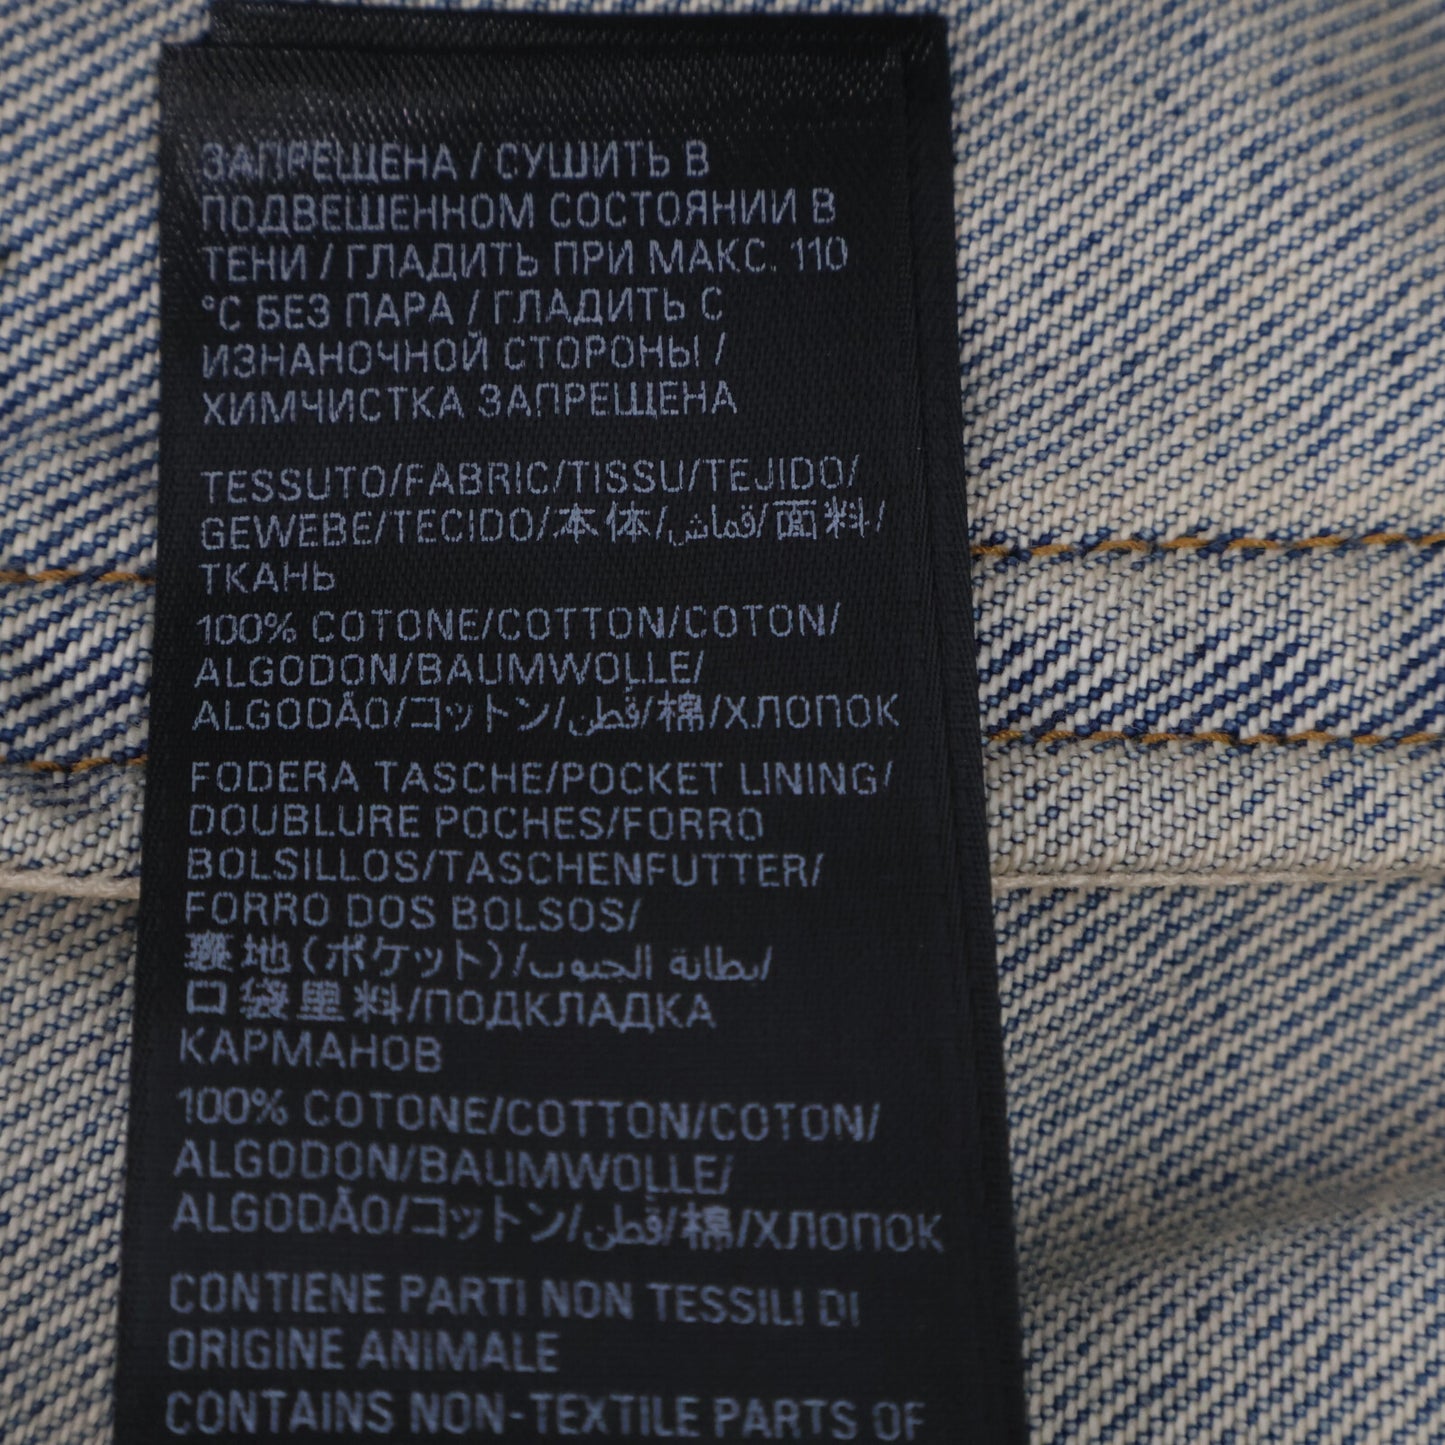 ЗАПРЕЩЕНА / СУШИТЬ В
ПОДВЕШЕННОМ СОСТОЯНИИ В
ТЕНИ / ГЛАДИТЬ ПРИ МАКС. 110
°C БЕЗ ПАРА / ГЛАДИТЬ С
ИЗНАНОЧНОЙ СТОРОНЫ /
ХИМЧИСТКА ЗАПРЕЩЕНА
TESSUTO/FABRIC/TISSU/TEJIDO/
GEWEBE/TECIDO/本体/قماش/面料/
ТКАНЬ
100% COTONE/COTTON/COTON/
ALGODON/BAUMWOLLE/
ALGODÃO/コットン/قطن/棉/ХЛОПОК
FODERA TASCHE/POCKET LINING/
DOUBLURE POCHES/FORRO
BOLSILLOS/TASCHENFUTTER/
FORRO DOS BOLSOS/
裏地(ポケット)/بطانة الجيوب/
口袋里料/ПОДКЛАДКА
КАРМАНОВ
100% COTONE/COTTON/COTON/
ALGODON/BAUMWOLLE/
ALGODÃO/コットン/قطن/棉/ХЛОПОК
CONTIENE PARTI NON TESSILI DI
ORIGINE ANIMALE
CONTAINS NON-TEXTILE PARTS OF